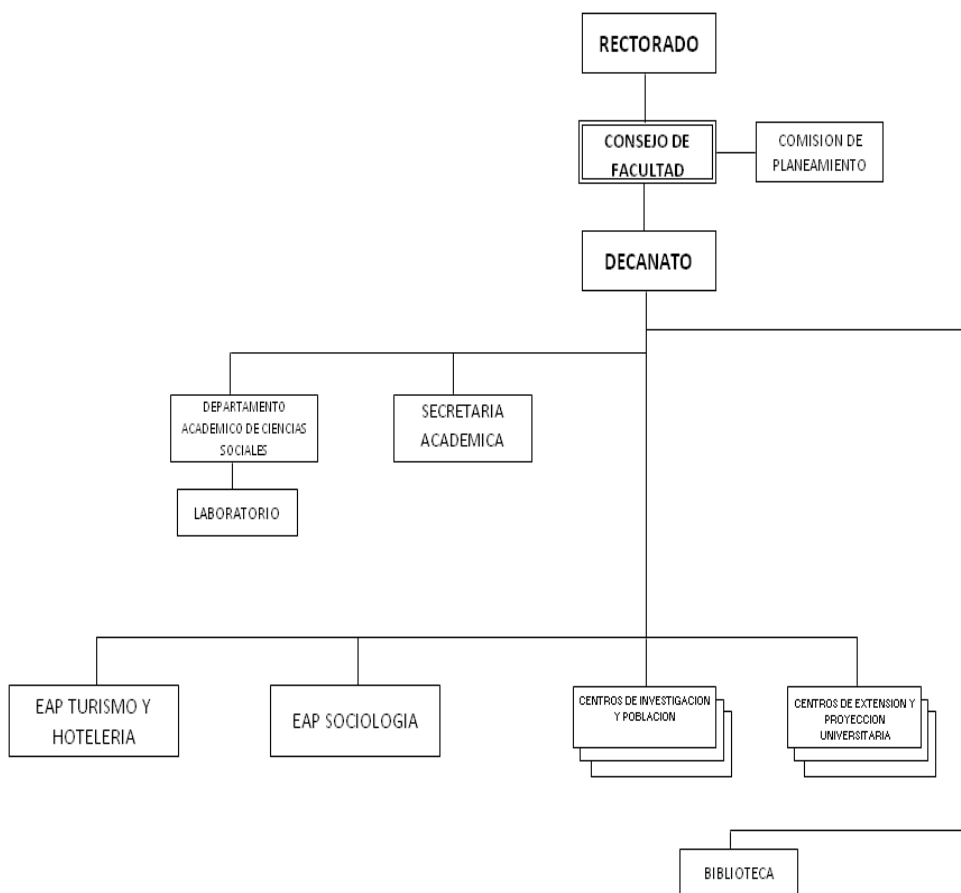 RECTORADO
CONSEJO DE
FACULTAD
COMISION DE
PLANEAMIENTO
DECANATO
DEPARTAMENTO
ACADEMICO DE CIENCIAS
SOCIALES
SECRETARIA
ACADEMICA
LABORATORIO
EAP TURISMO Y
HOTELERIA
EAP SOCIOLOGIA
CENTROS DE INVESTIGACION
Y POBLACION
CENTROS DE EXTENSION Y
PROYECCION
UNIVERSITARIA
BIBLIOTECA